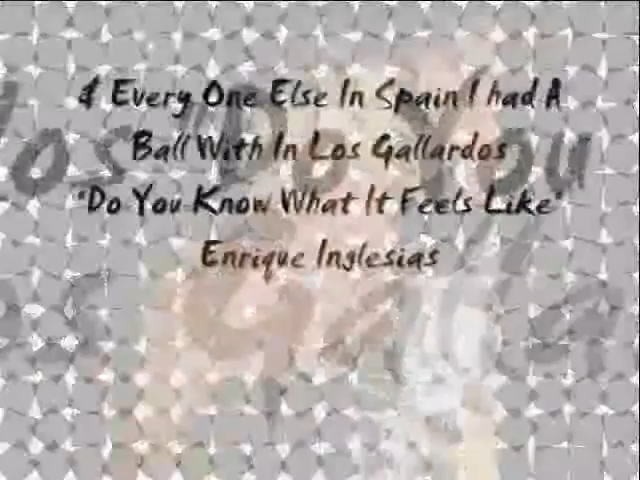 & Every One Else In Spain I had A
Ball With In Los Gallardos
"Do You Know What It Feels Like"
Enrique Inglesias